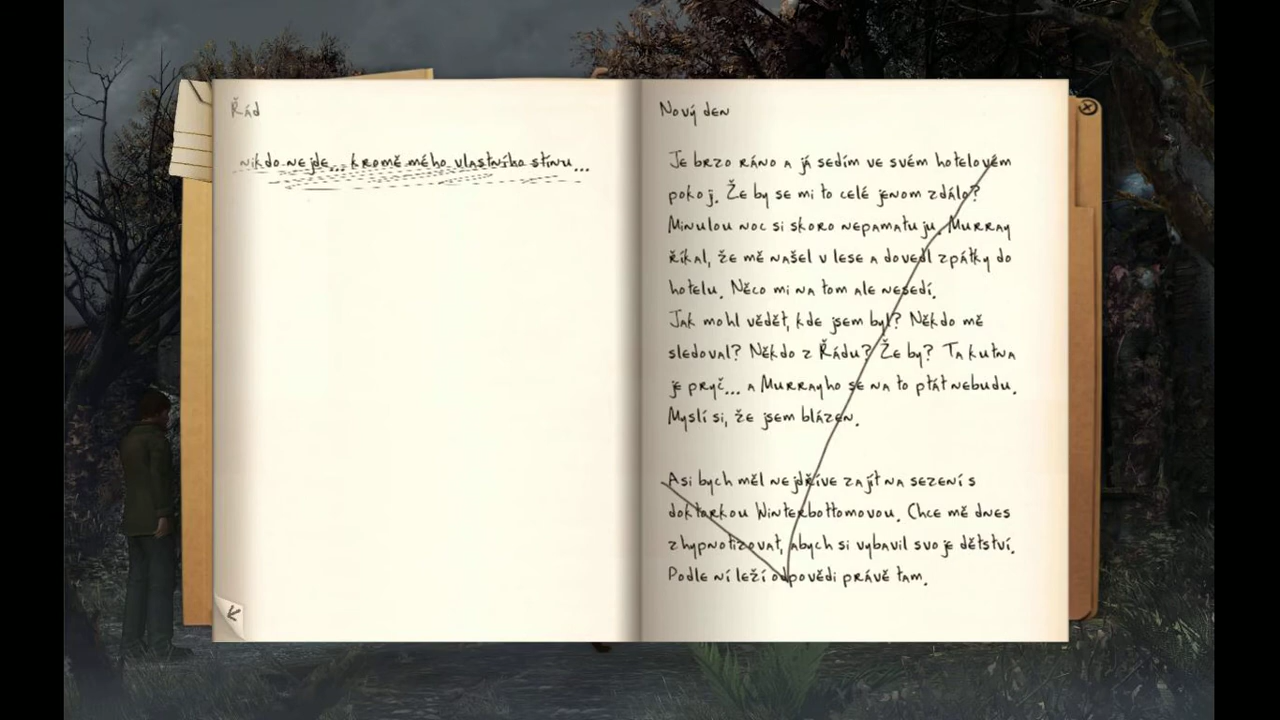 Řád
nikdo nejde... kromě mého vlastního stínu...
Nový den
Je brzo ráno a já sedím ve svém hotelovém
pokoj. Že by se mi to celé jenom zdálo?
Minulou noc si skoro nepamatuju. Murray
říkal, že mě našel v lese a dovedl zpátky do
hotelu. Něco mi na tom ale nesedí.
Jak mohl vědět, kde jsem byl? Někdo mě
sledoval? Někdo z Řádu? Že by? Ta kutna
je pryč... a Murrayho se na to ptát nebudu.
Myslí si, že jsem blázen.
Asi bych měl nejdříve zajít na sezení s
doktorkou Winterbottomovou. Chce mě dnes
zhypnotizovat, abych si vybavil svoje dětství.
Podle ní leží odpovědi právě tam.